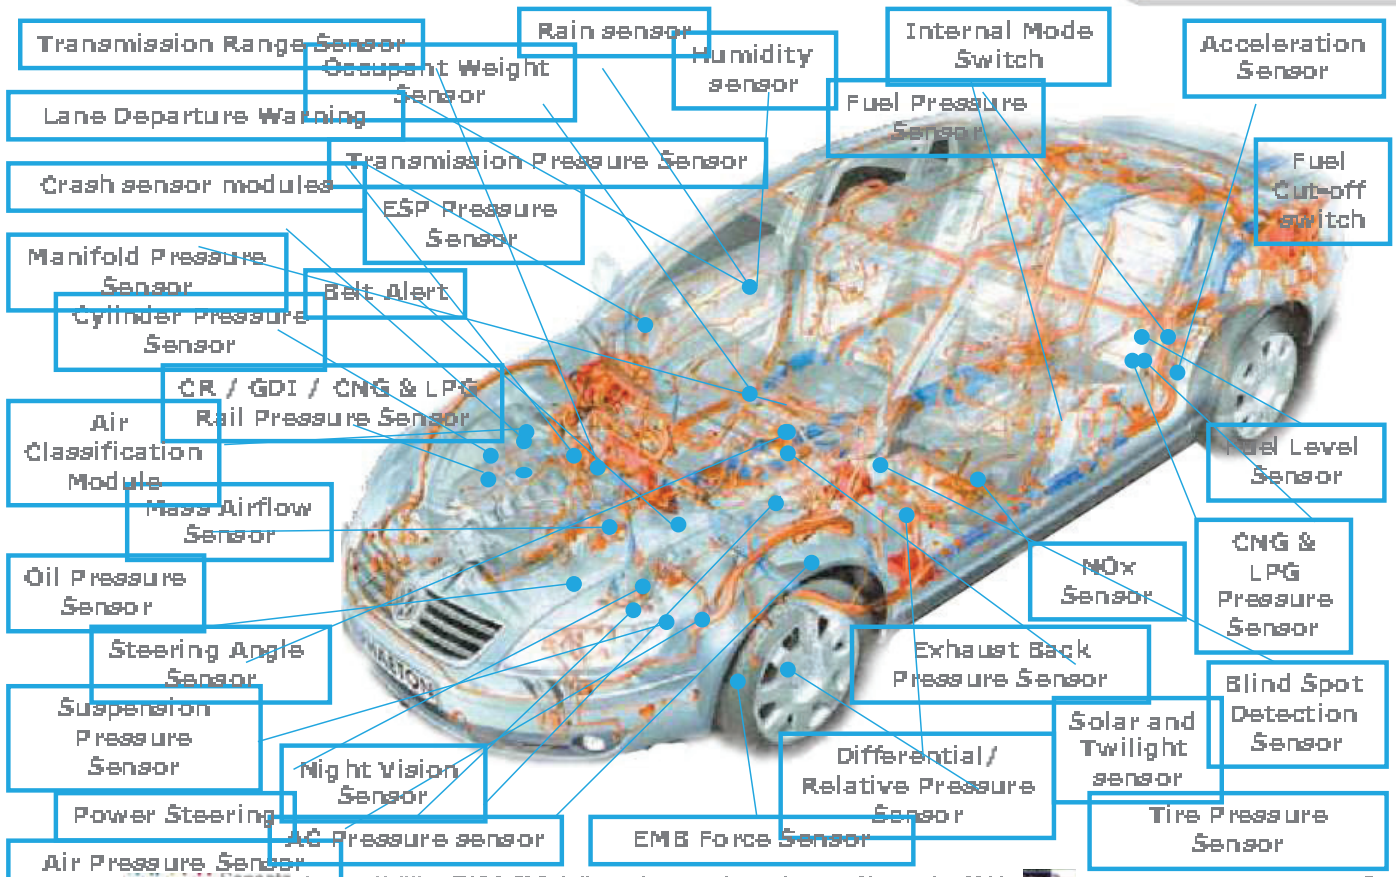 Transmission Range Sensor
Rain sensor
Internal Mode
Switch
Acceleration
Sensor
Occupant Weight
Sensor
Humidity
sensor
Lane Departure Warning
Fuel Pressure
Sensor
Transmission Pressure Sensor
Fuel
Cut-off
switch
Crash sensor modules
ESP Pressure
Sensor
Manifold Pressure
Sensor
Belt Alert
Cylinder Pressure
Sensor
CR / GDI / CNG & LPG
Rail Pressure Sensor
Air
Classification
Module
Fuel Level
Sensor
Mass Airflow
Sensor
CNG &
LPG
Pressure
Sensor
NOx
Sensor
Oil Pressure
Sensor
Steering Angle
Sensor
Exhaust Back
Pressure Sensor
Blind Spot
Detection
Sensor
Suspension
Pressure
Sensor
Solar and
Twilight
sensor
Night Vision
Sensor
Differential/
Relative Pressure
Sensor
Power Steering
AC Pressure sensor
EMB Force Sensor
Tire Pressure
Sensor
Air Pressure Sensor